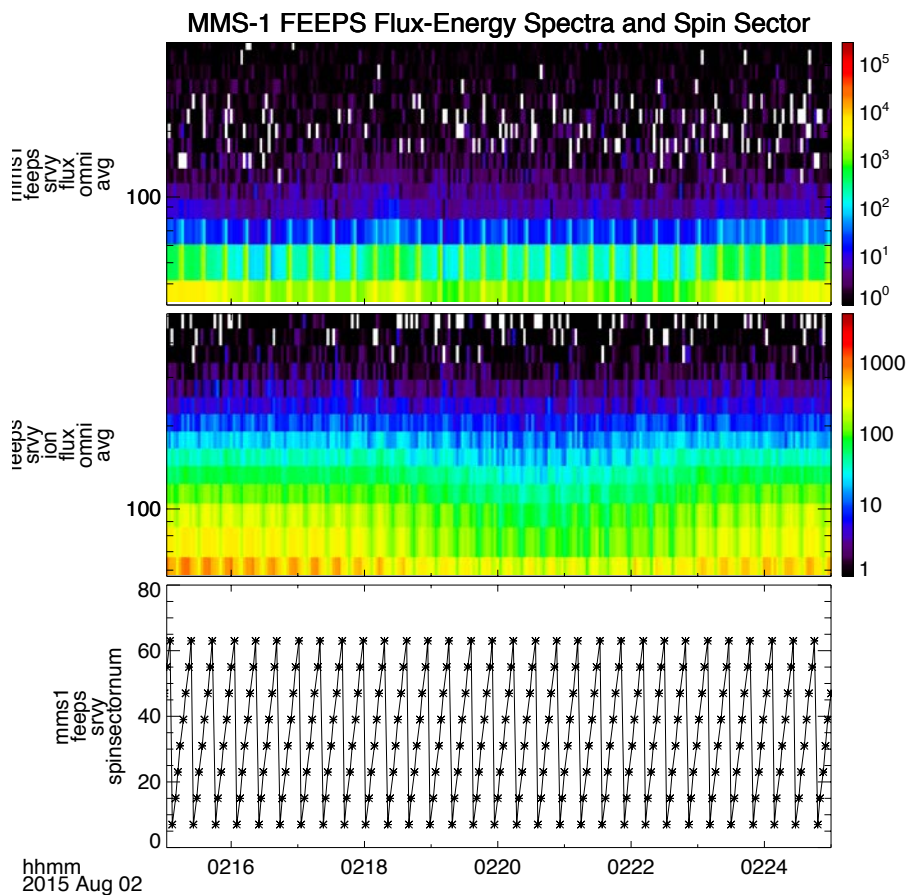 MMS-1 FEEPS Flux-Energy Spectra and Spin Sector
feeps
srvy
flux
omni
avg
100
10^5
10^4
10^3
10^2
10^1
10^0
feeps
srvy
ion
flux
omni
avg
100
1000
100
10
1
mms1
feeps
srvy
spinsectornum
80
60
40
20
0
0216 0218 0220 0222 0224
hhmm
2015 Aug 02